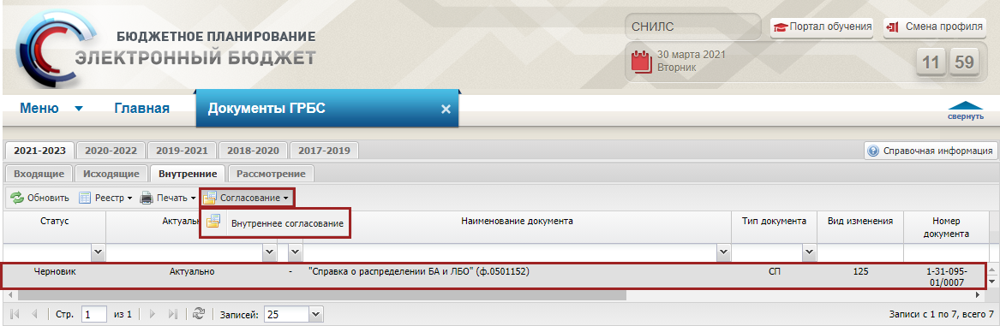 БЮДЖЕТНОЕ ПЛАНИРОВАНИЕ
ЭЛЕКТРОННЫЙ БЮДЖЕТ
СНИЛС
Портал обучения
Смена профиля
30 марта 2021
Вторник
11 59
Меню
Главная
Документы ГРБС
свернуть
2021-2023 2020-2022 2019-2021 2018-2020 2017-2019
Справочная информация
Входящие Исходящие Внутренние Рассмотрение
Обновить Реестр Печать Согласование
Внутреннее согласование
Статус Актуальн Наименование документа Тип документа Вид изменения Номер
документа
Черновик Актуально - "Справка о распределении БА и ЛБО" (ф.0501152) СП 125 1-31-095-
01/0007
Стр. 1 из 1 Записей: 25 Записи с 1 по 7, всего 7